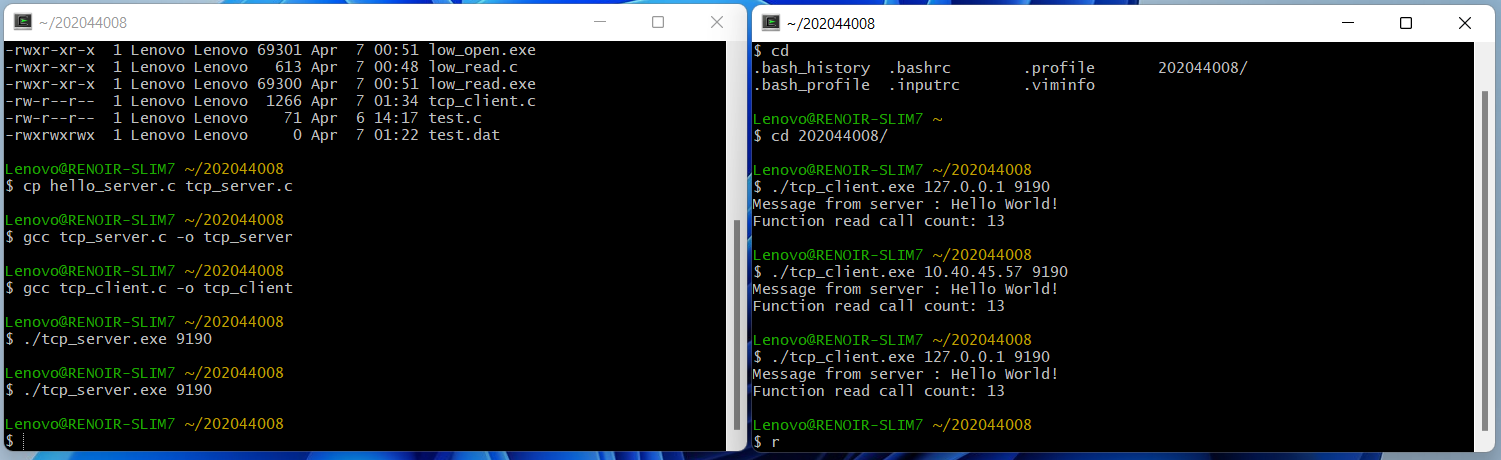 ~/202044008
-rwxr-xr-x  1 Lenovo Lenovo 69301 Apr  7 00:51 low_open.exe
-rwxr-xr-x  1 Lenovo Lenovo   613 Apr  7 00:48 low_read.c
-rwxr-xr-x  1 Lenovo Lenovo 69300 Apr  7 00:51 low_read.exe
-rw-r--r--  1 Lenovo Lenovo  1266 Apr  7 01:34 tcp_client.c
-rw-r--r--  1 Lenovo Lenovo    71 Apr  6 14:17 test.c
-rwxrwxrwx  1 Lenovo Lenovo     0 Apr  7 01:22 test.dat
Lenovo@RENOIR-SLIM7 ~/202044008
$ cp hello_server.c tcp_server.c
Lenovo@RENOIR-SLIM7 ~/202044008
$ gcc tcp_server.c -o tcp_server
Lenovo@RENOIR-SLIM7 ~/202044008
$ gcc tcp_client.c -o tcp_client
Lenovo@RENOIR-SLIM7 ~/202044008
$ ./tcp_server.exe 9190
Lenovo@RENOIR-SLIM7 ~/202044008
$ ./tcp_server.exe 9190
Lenovo@RENOIR-SLIM7 ~/202044008
$
~/202044008
$ cd
.bash_history  .bashrc        .profile       202044008/
.bash_profile  .inputrc       .viminfo
Lenovo@RENOIR-SLIM7 ~
$ cd 202044008/
Lenovo@RENOIR-SLIM7 ~/202044008
$ ./tcp_client.exe 127.0.0.1 9190
Message from server : Hello World!
Function read call count: 13
Lenovo@RENOIR-SLIM7 ~/202044008
$ ./tcp_client.exe 10.40.45.57 9190
Message from server : Hello World!
Function read call count: 13
Lenovo@RENOIR-SLIM7 ~/202044008
$ ./tcp_client.exe 127.0.0.1 9190
Message from server : Hello World!
Function read call count: 13
Lenovo@RENOIR-SLIM7 ~/202044008
$ r